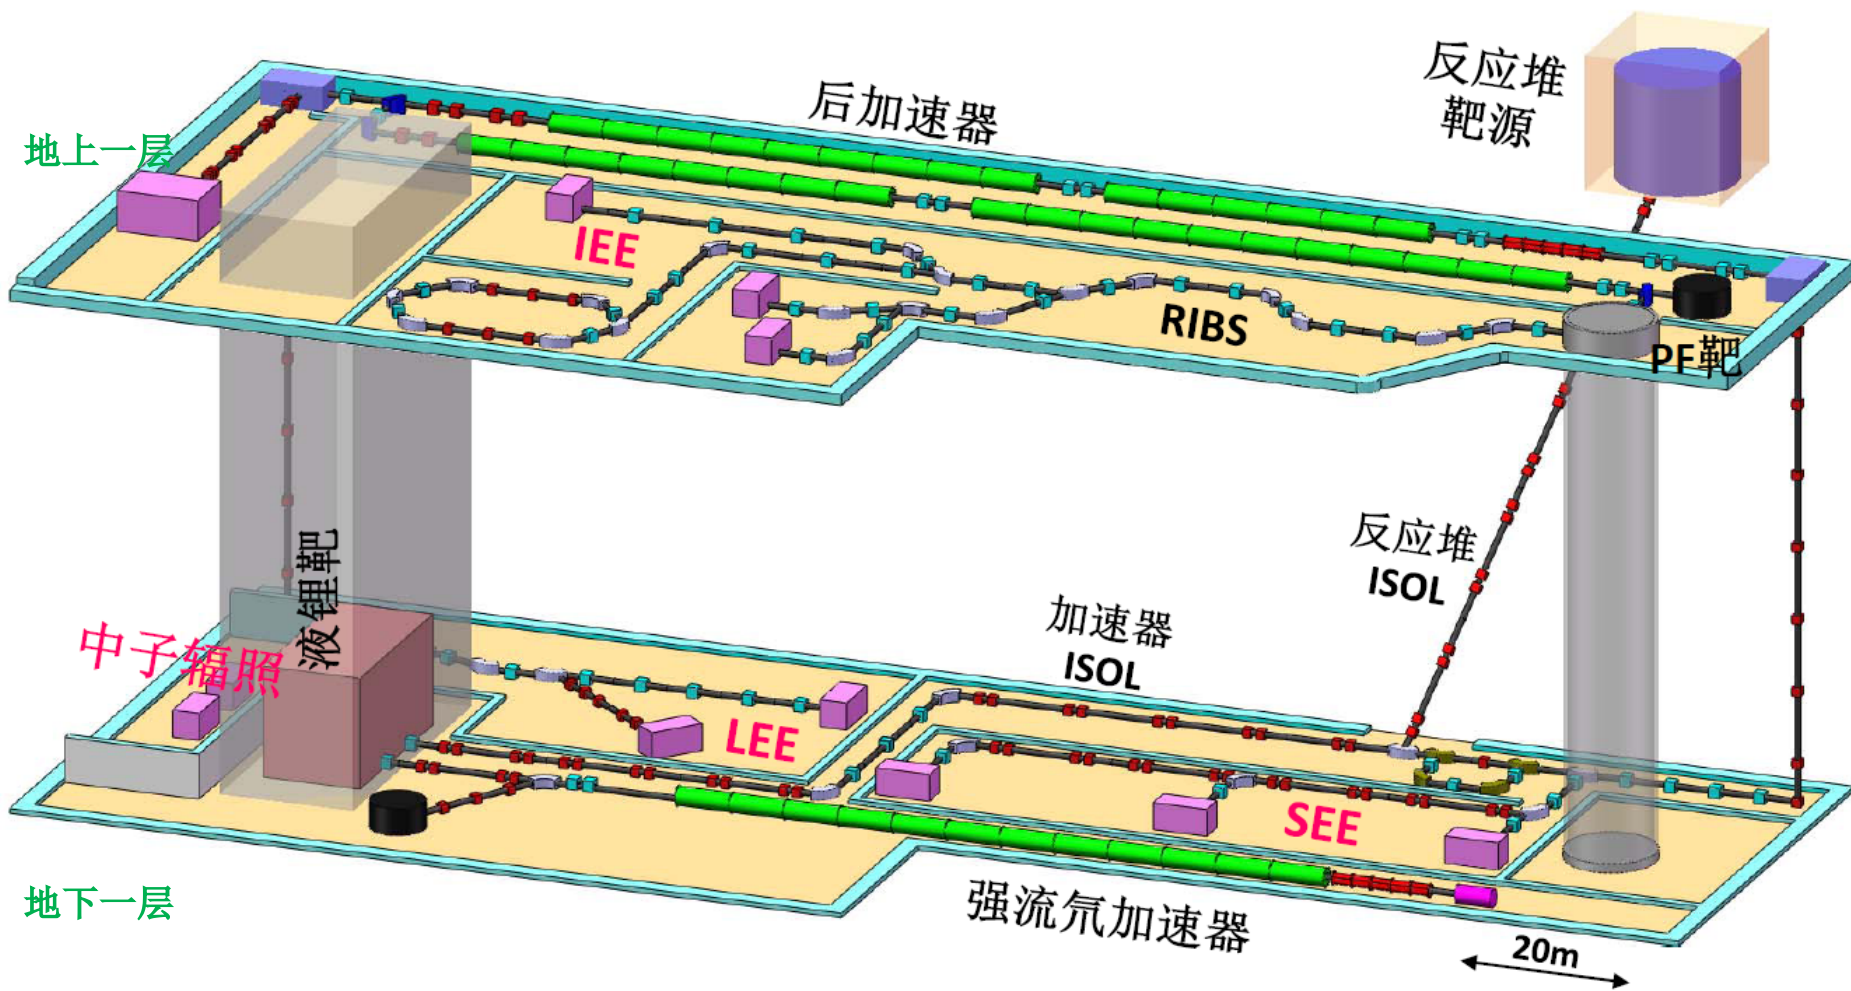 后加速器
反应堆
靶源
地上一层
IEE
RIBS
PF靶
反应堆
ISOL
液锂靶
中子辐照
加速器
ISOL
LEE
SEE
地下一层
强流氘加速器
20m